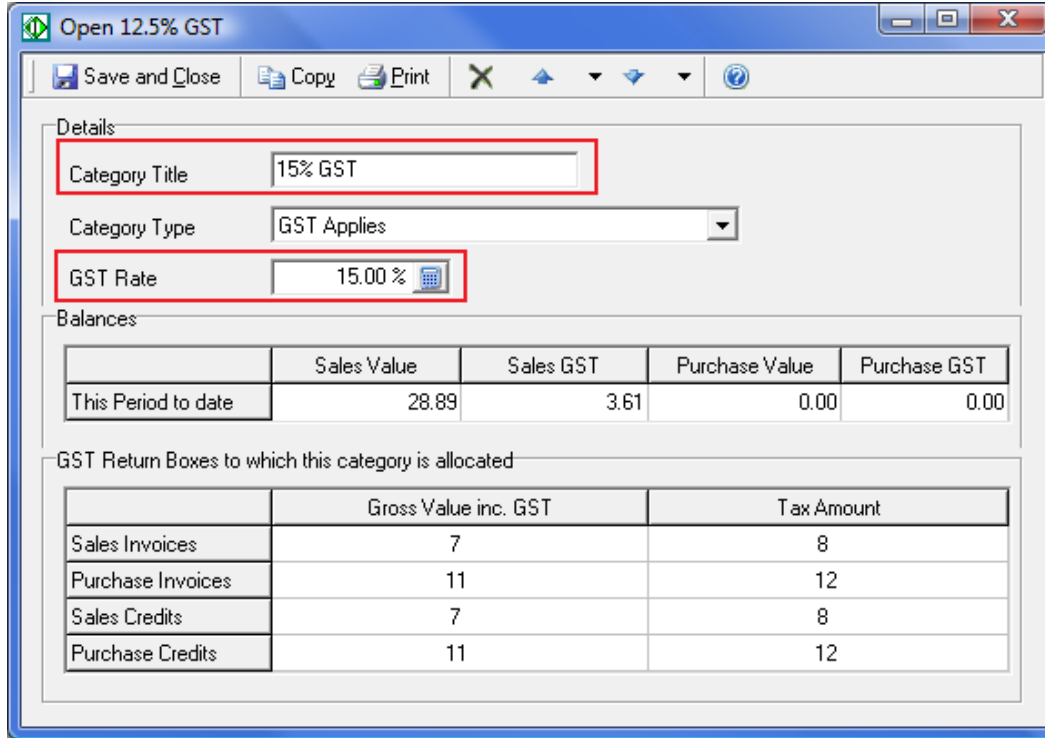 Open 12.5% GST
Save and Close Copy Print
Details
Category Title 15% GST
Category Type GST Applies
GST Rate 15.00 %
Balances
Sales Value Sales GST Purchase Value Purchase GST
This Period to date 28.89 3.61 0.00 0.00
GST Return Boxes to which this category is allocated
Gross Value inc. GST Tax Amount
Sales Invoices 7 8
Purchase Invoices 11 12
Sales Credits 7 8
Purchase Credits 11 12